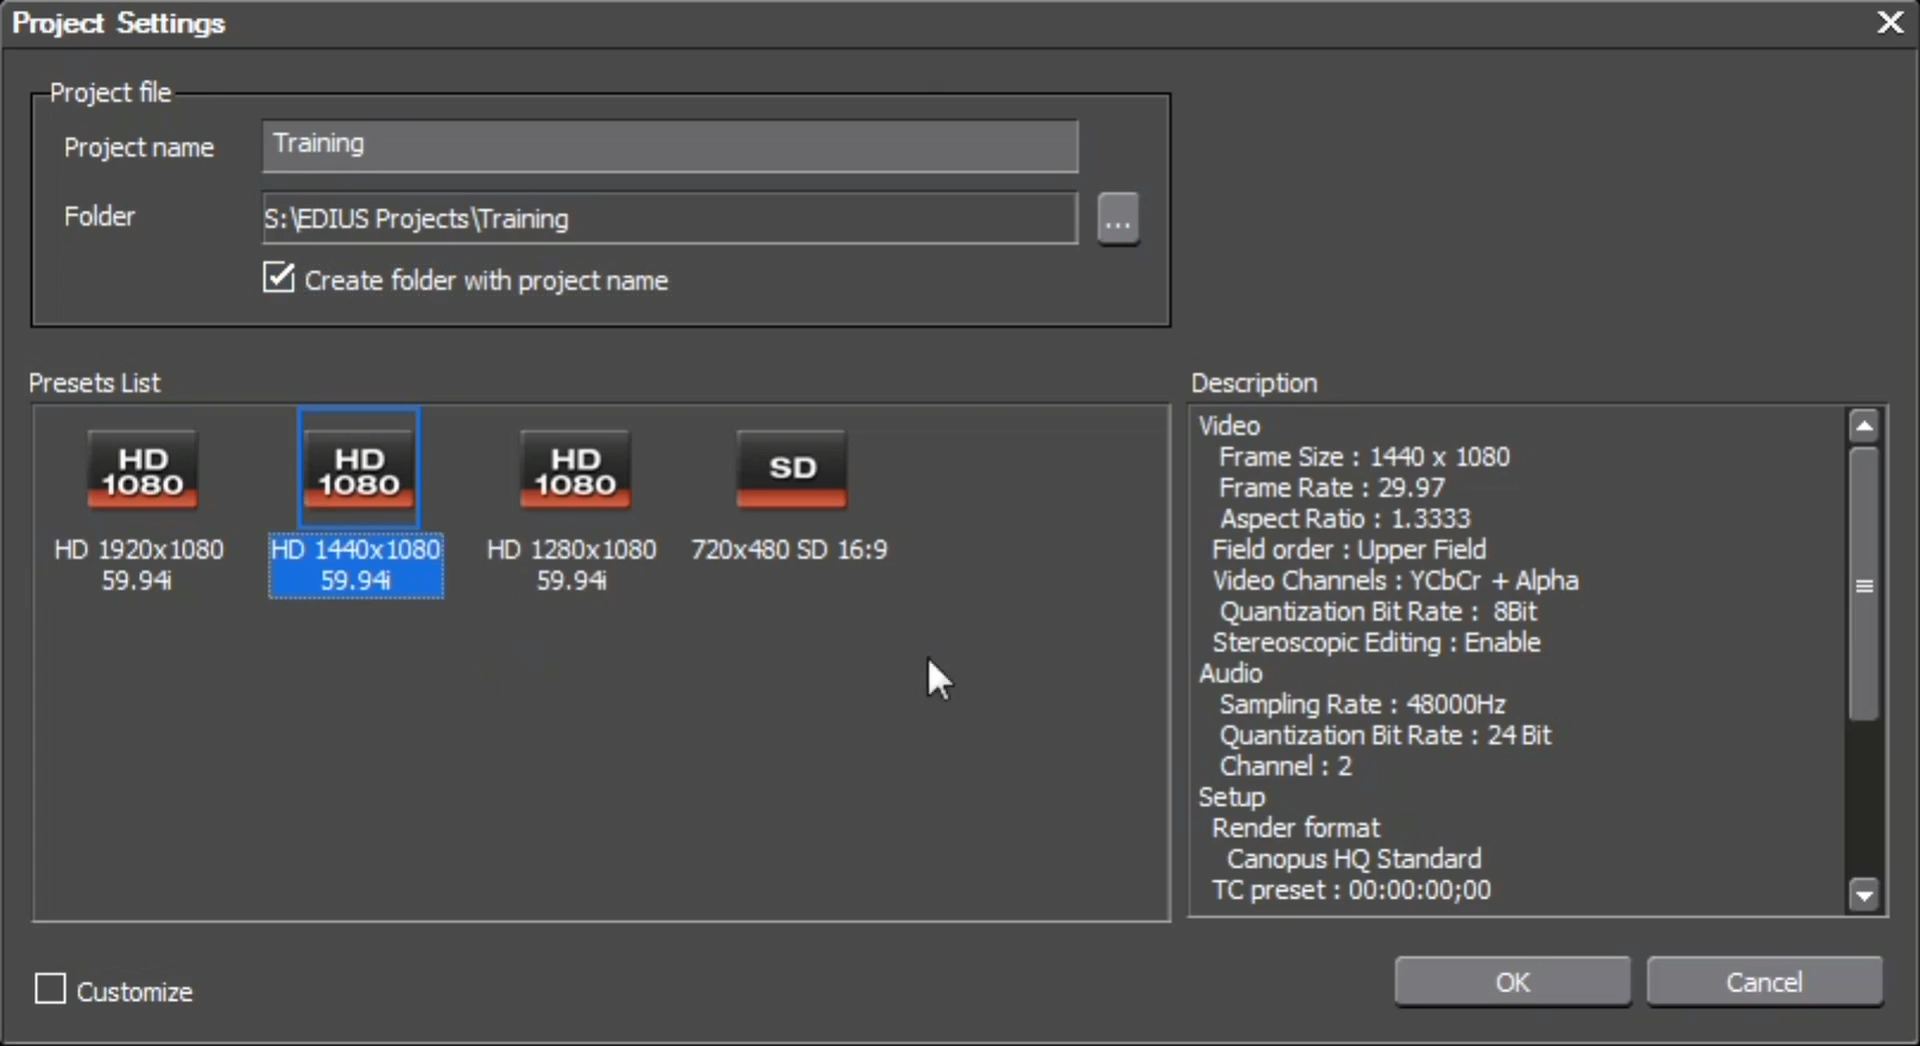 Project Settings
Project file
Project name
Training
Folder
S:\EDIUS Projects\Training
...
Create folder with project name
Presets List
HD
1080
HD 1920x1080
59.94i
HD
1080
HD 1440x1080
59.94i
HD
1080
HD 1280x1080
59.94i
SD
720x480 SD 16:9
Description
Video
Frame Size : 1440 x 1080
Frame Rate : 29.97
Aspect Ratio : 1.3333
Field order : Upper Field
Video Channels : YCbCr + Alpha
Quantization Bit Rate :  8Bit
Stereoscopic Editing : Enable
Audio
Sampling Rate : 48000Hz
Quantization Bit Rate : 24 Bit
Channel : 2
Setup
Render format
Canopus HQ Standard
TC preset : 00:00:00;00
Customize
OK
Cancel